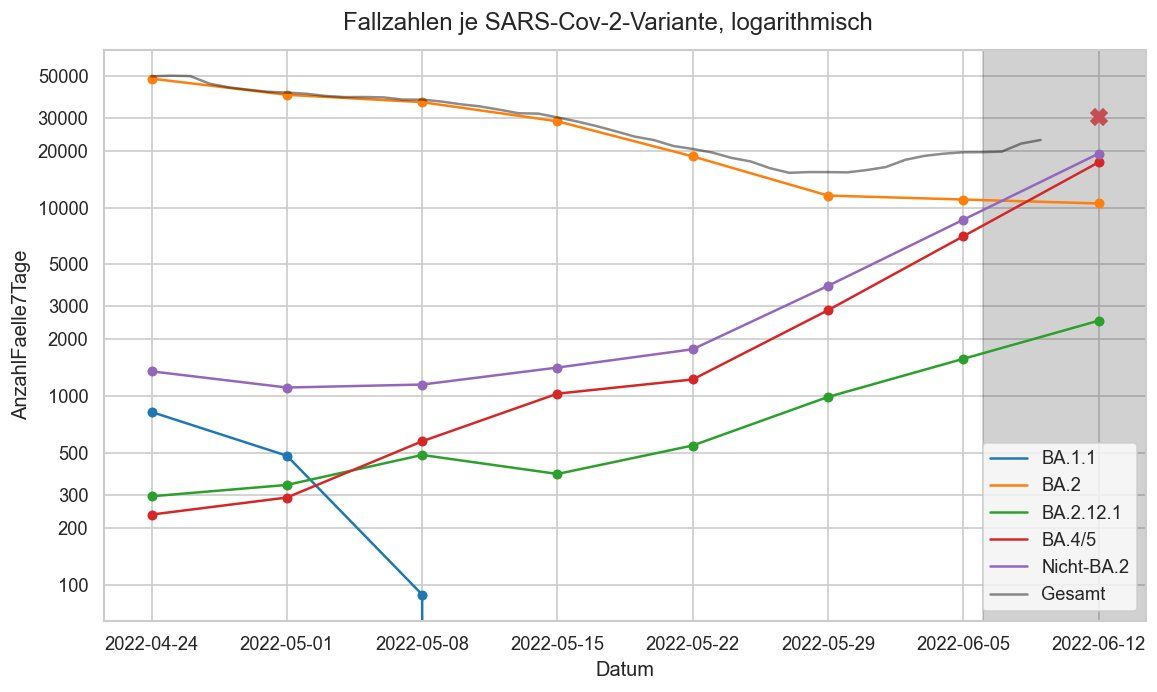 Fallzahlen je SARS-Cov-2-Variante, logarithmisch
AnzahlFaelle7Tage
50000
30000
20000
10000
5000
3000
2000
1000
500
300
200
100
BA.1.1
BA.2
BA.2.12.1
BA.4/5
Nicht-BA.2
Gesamt
2022-04-24 2022-05-01 2022-05-08 2022-05-15 2022-05-22 2022-05-29 2022-06-05 2022-06-12
Datum